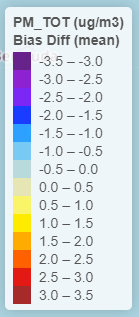 PM_TOT (ug/m3)
Bias Diff (mean)
-3.5 – -3.0
-3.0 – -2.5
-2.5 – -2.0
-2.0 – -1.5
-1.5 – -1.0
-1.0 – -0.5
-0.5 – 0.0
0.0 – 0.5
0.5 – 1.0
1.0 – 1.5
1.5 – 2.0
2.0 – 2.5
2.5 – 3.0
3.0 – 3.5